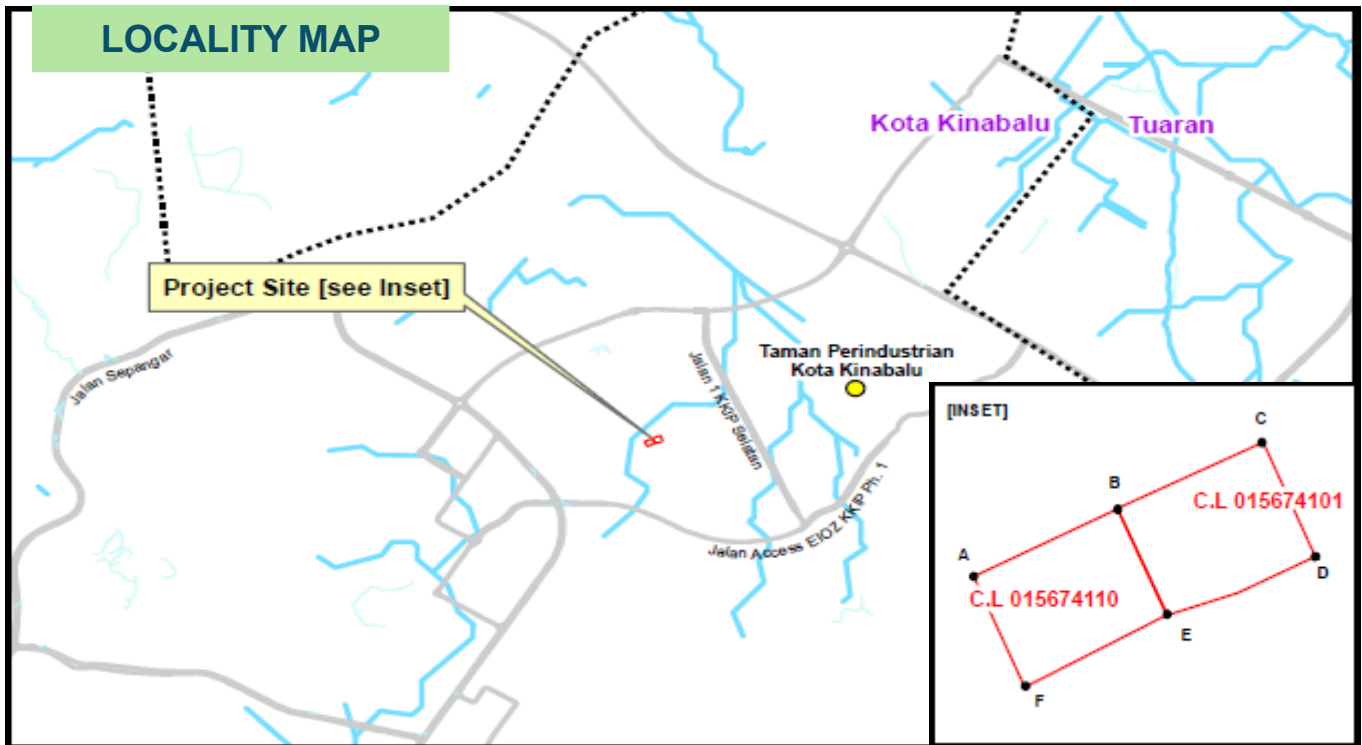 LOCALITY MAP
Kota Kinabalu
Tuaran
Project Site [see Inset]
Jalan Sepangar
Jalan 1 KKIP Selatan
Taman Perindustrian
Kota Kinabalu
Jalan Access EIOZ KKIP Ph. 1
[INSET]
C
B
C.L 015674101
A
D
C.L 015674110
E
F